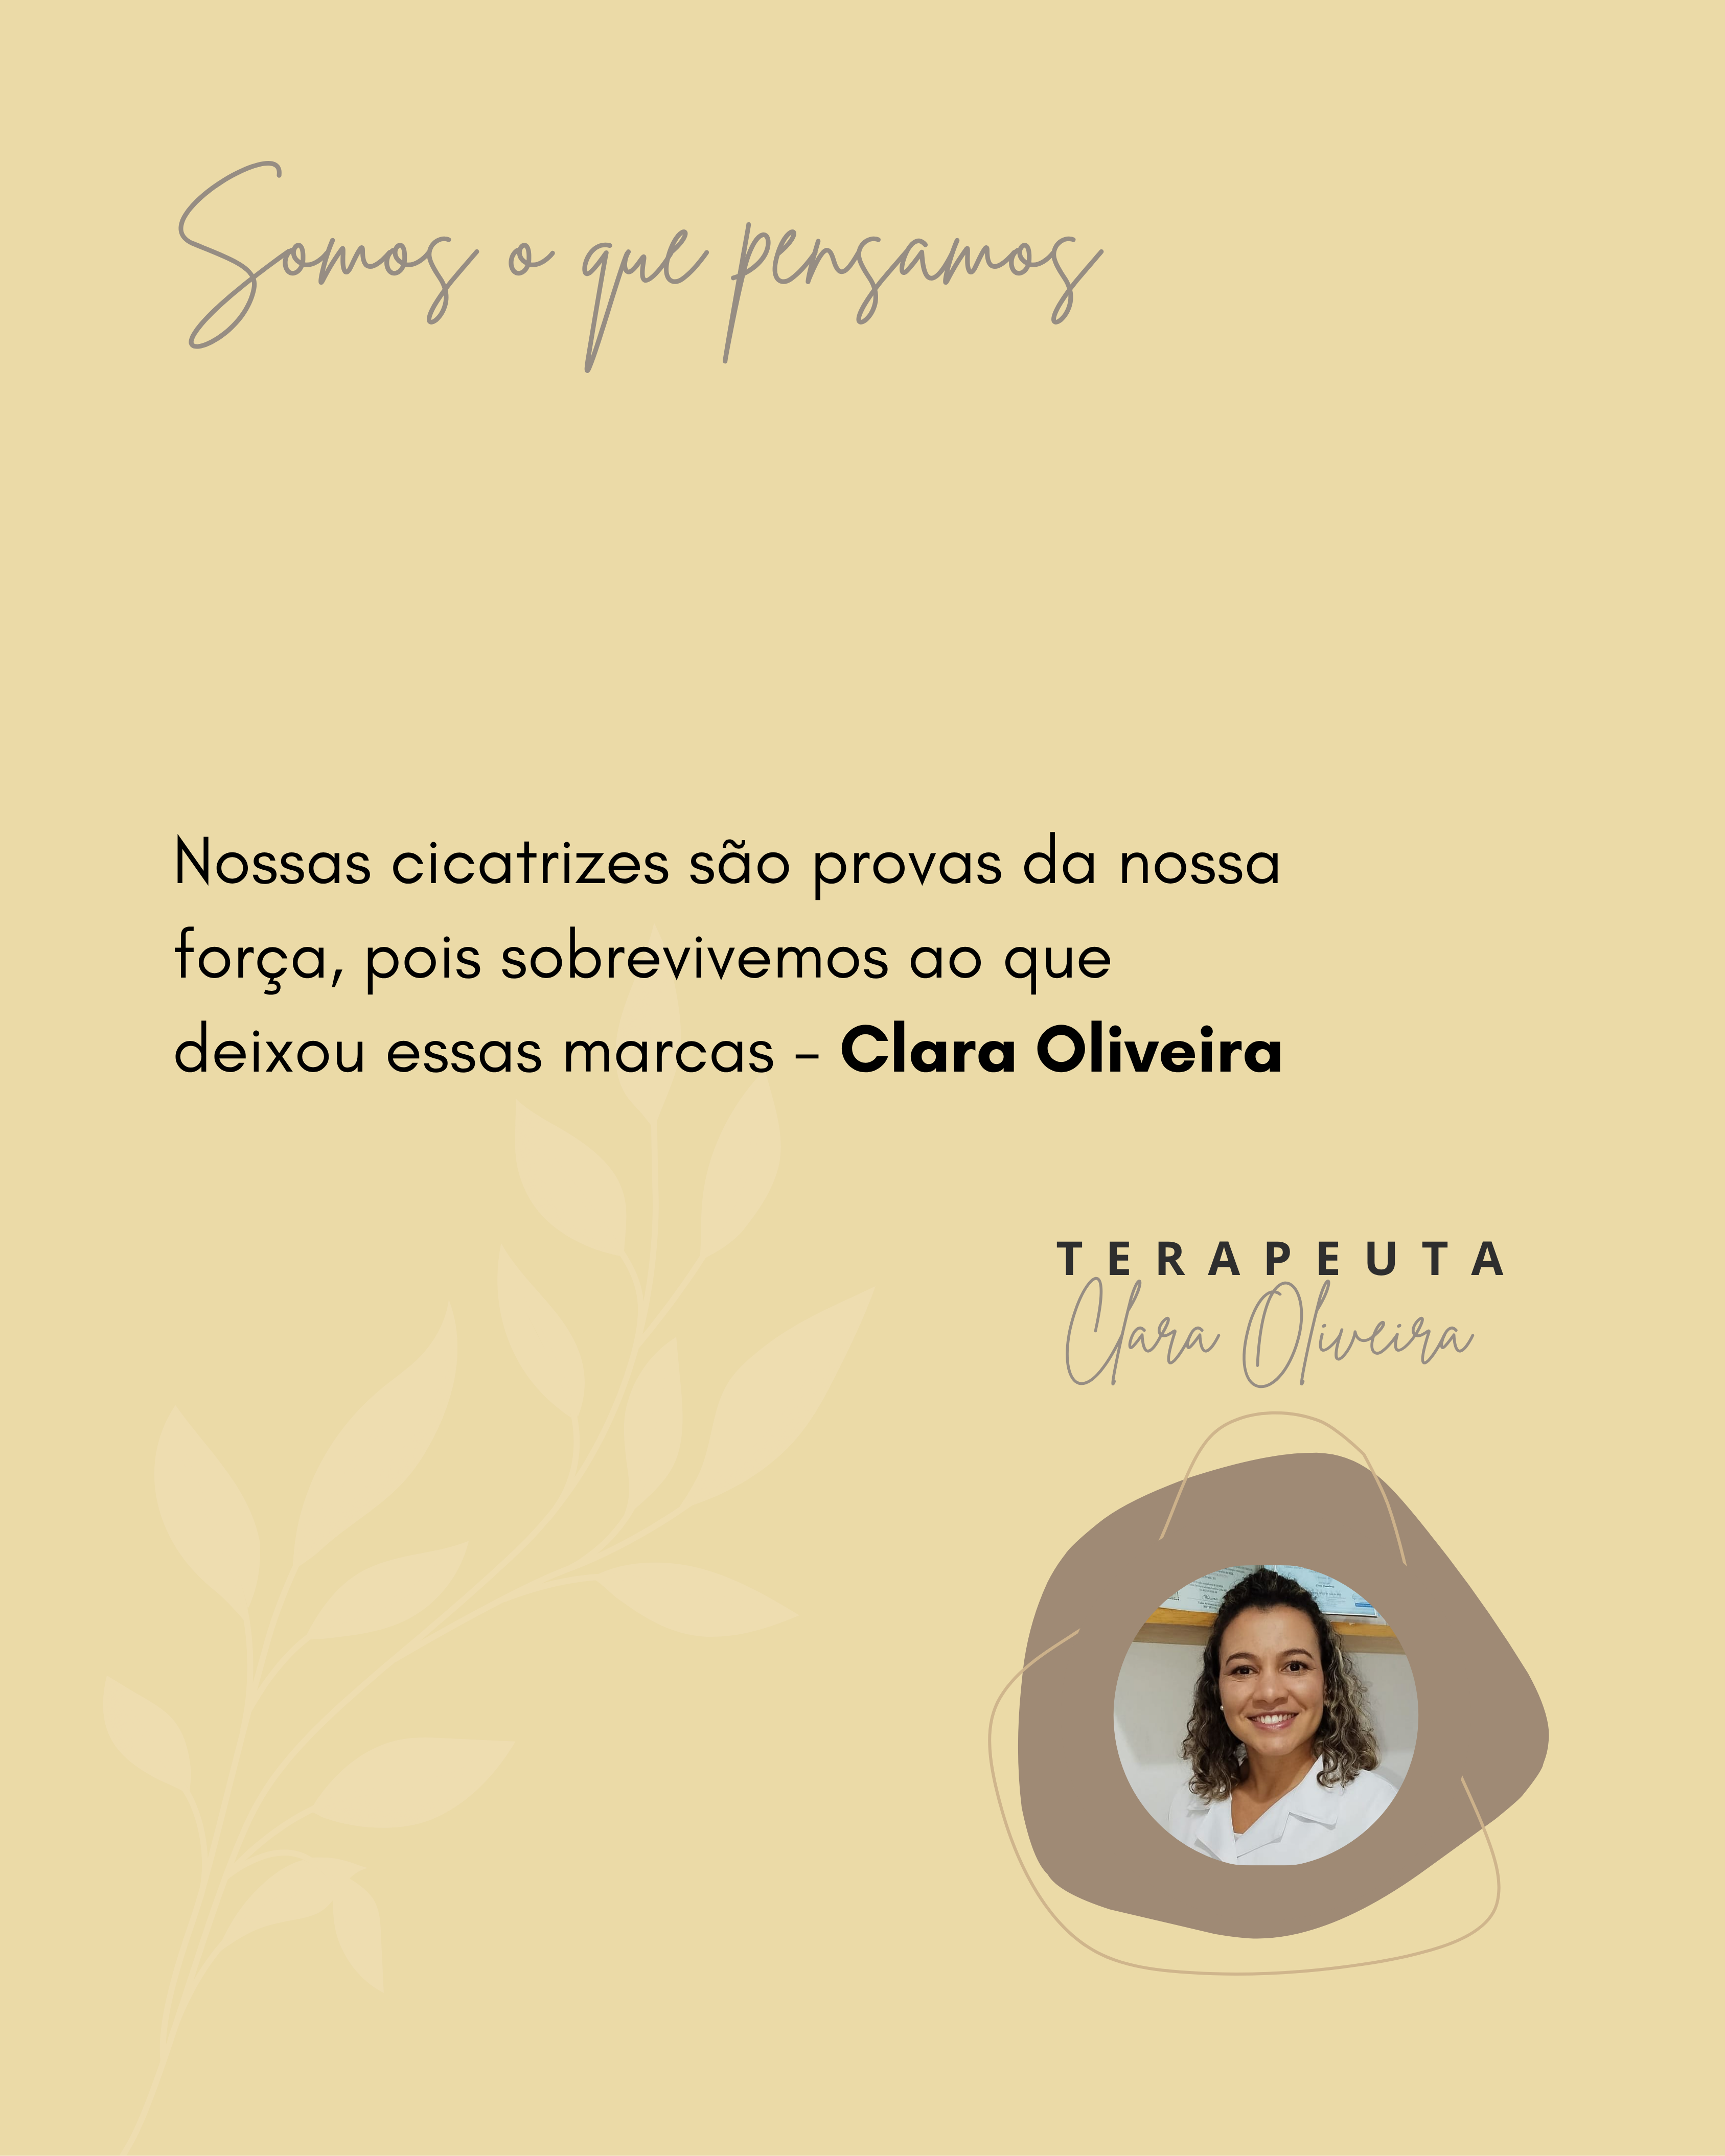 Somos o que pensamos
Nossas cicatrizes são provas da nossa
força, pois sobrevivemos ao que
deixou essas marcas - Clara Oliveira
TERAPEUTA
Clara Oliveira